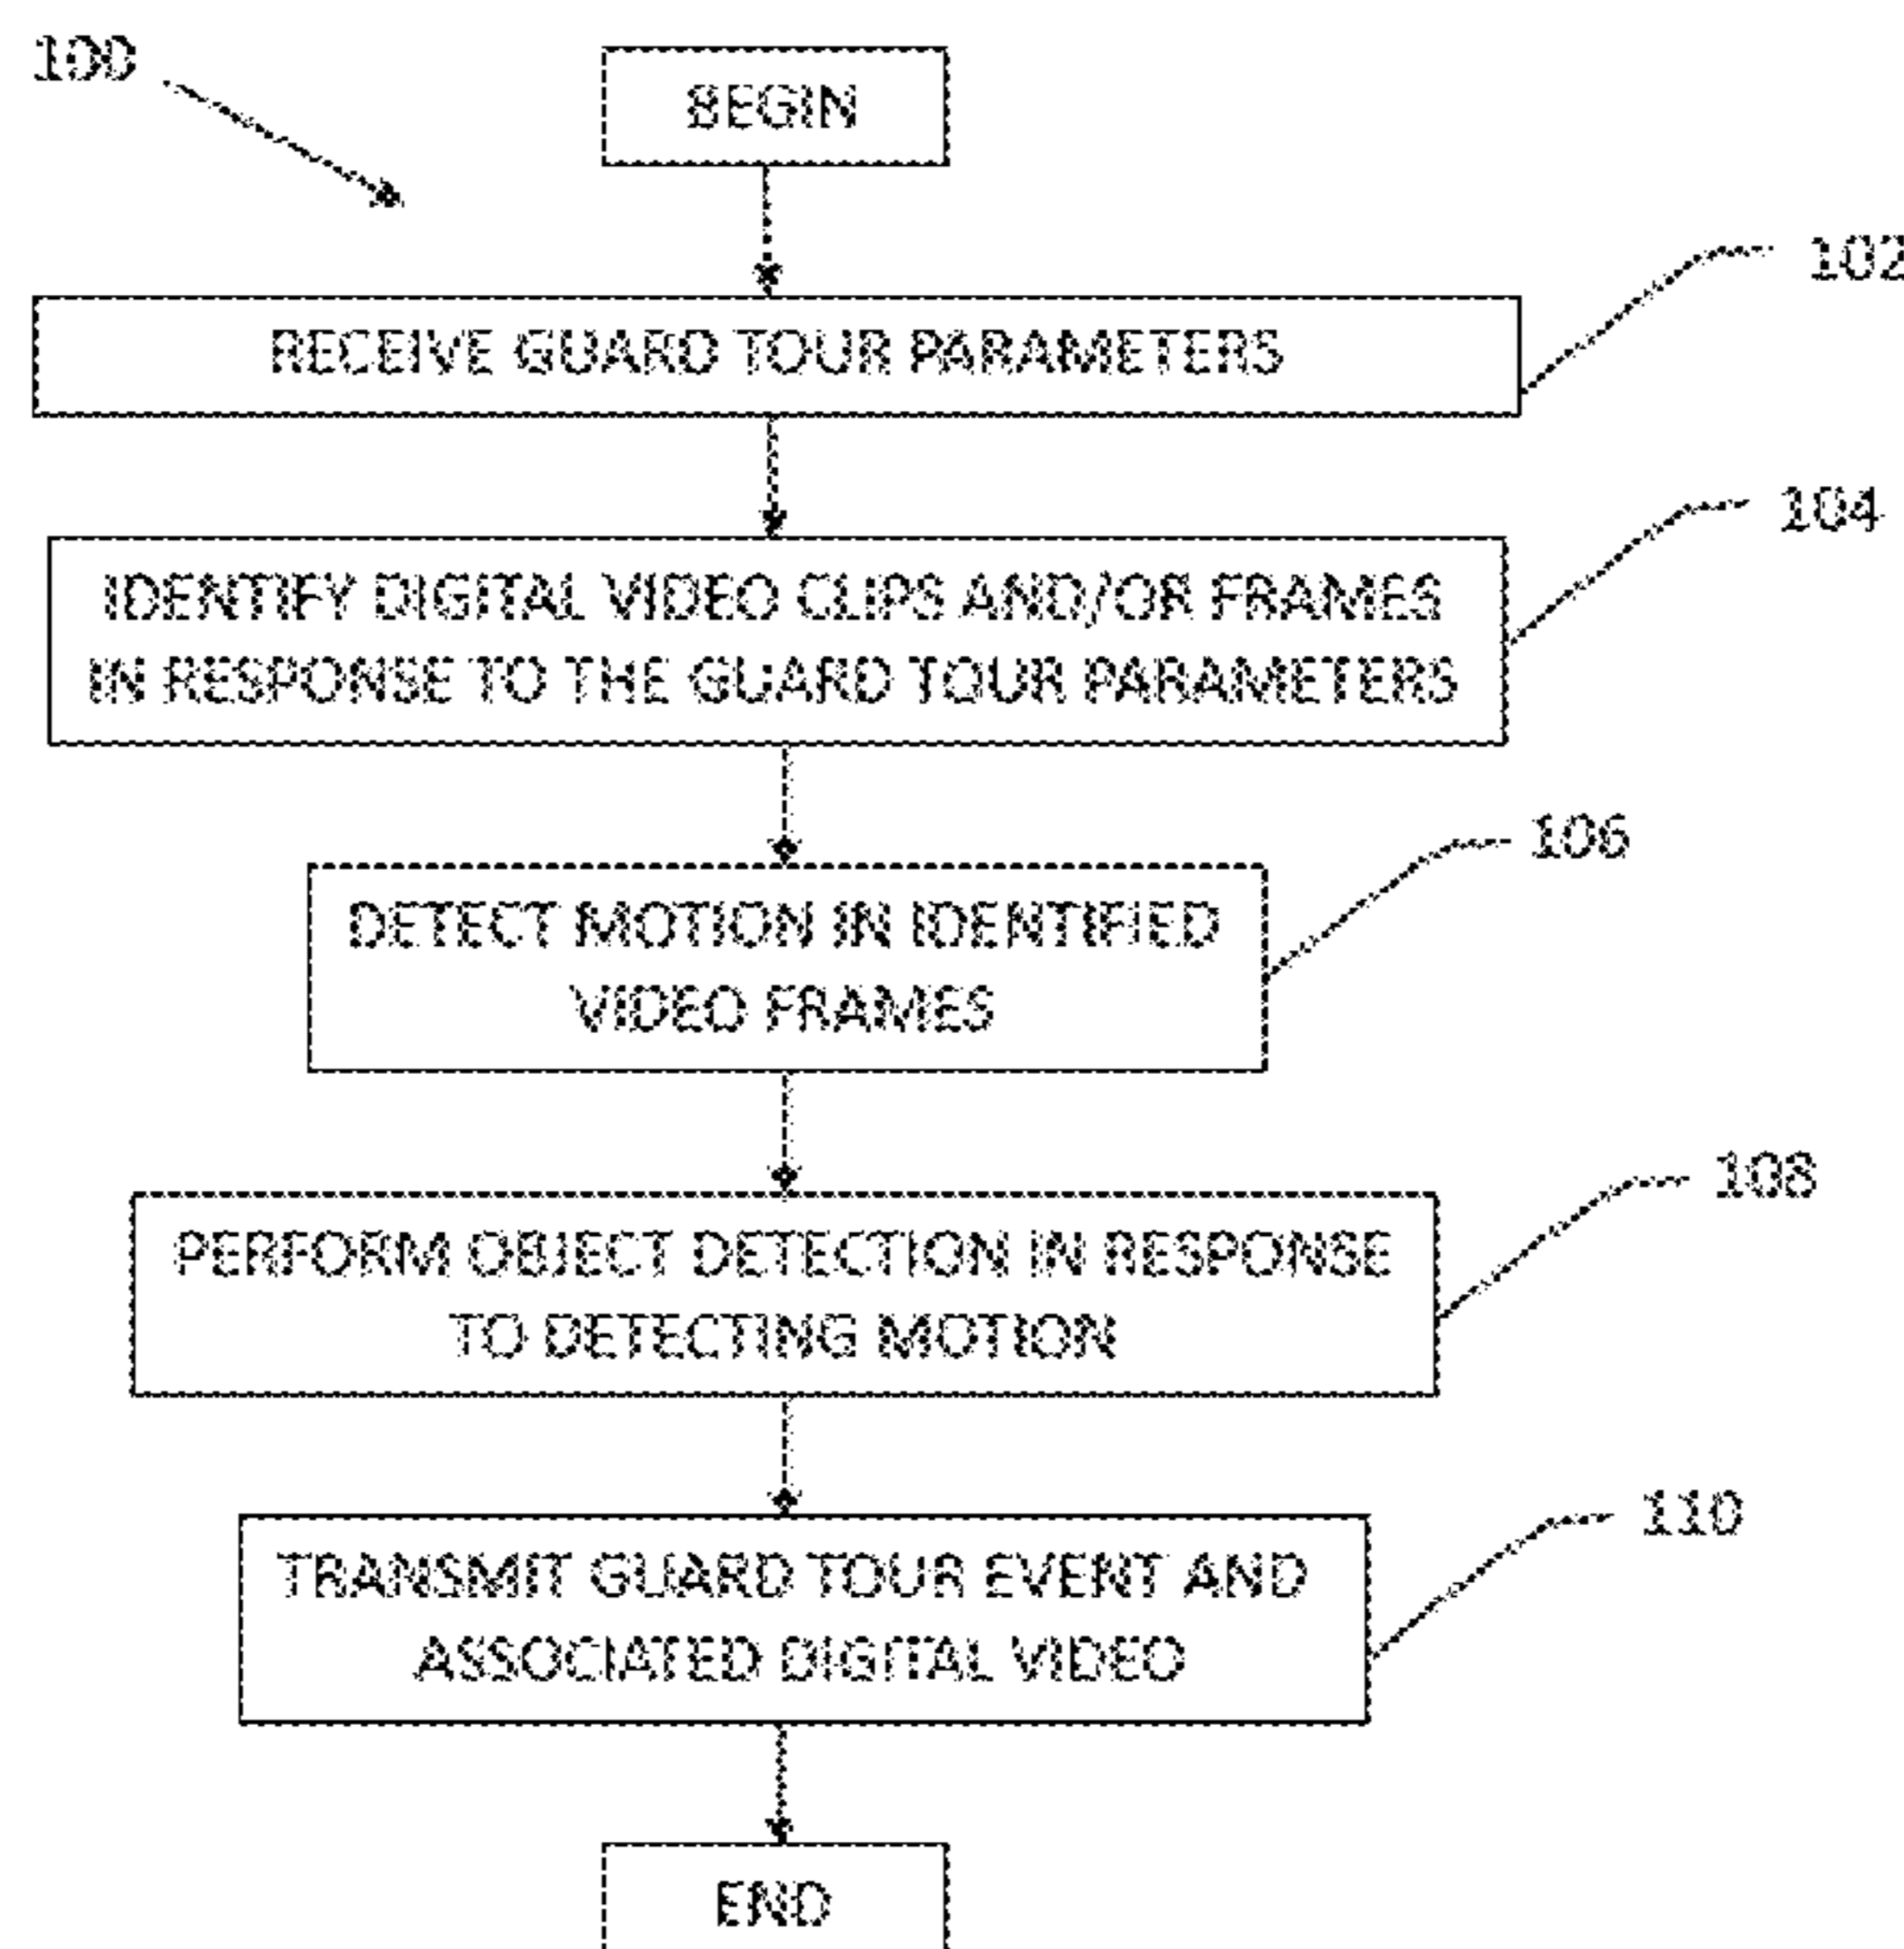 100
BEGIN
102
RECEIVE GUARD TOUR PARAMETERS
104
IDENTIFY DIGITAL VIDEO CLIPS AND/OR FRAMES
IN RESPONSE TO THE GUARD TOUR PARAMETERS
106
DETECT MOTION IN IDENTIFIED
VIDEO FRAMES
108
PERFORM OBJECT DETECTION IN RESPONSE
TO DETECTING MOTION
110
TRANSMIT GUARD TOUR EVENT AND
ASSOCIATED DIGITAL VIDEO
END